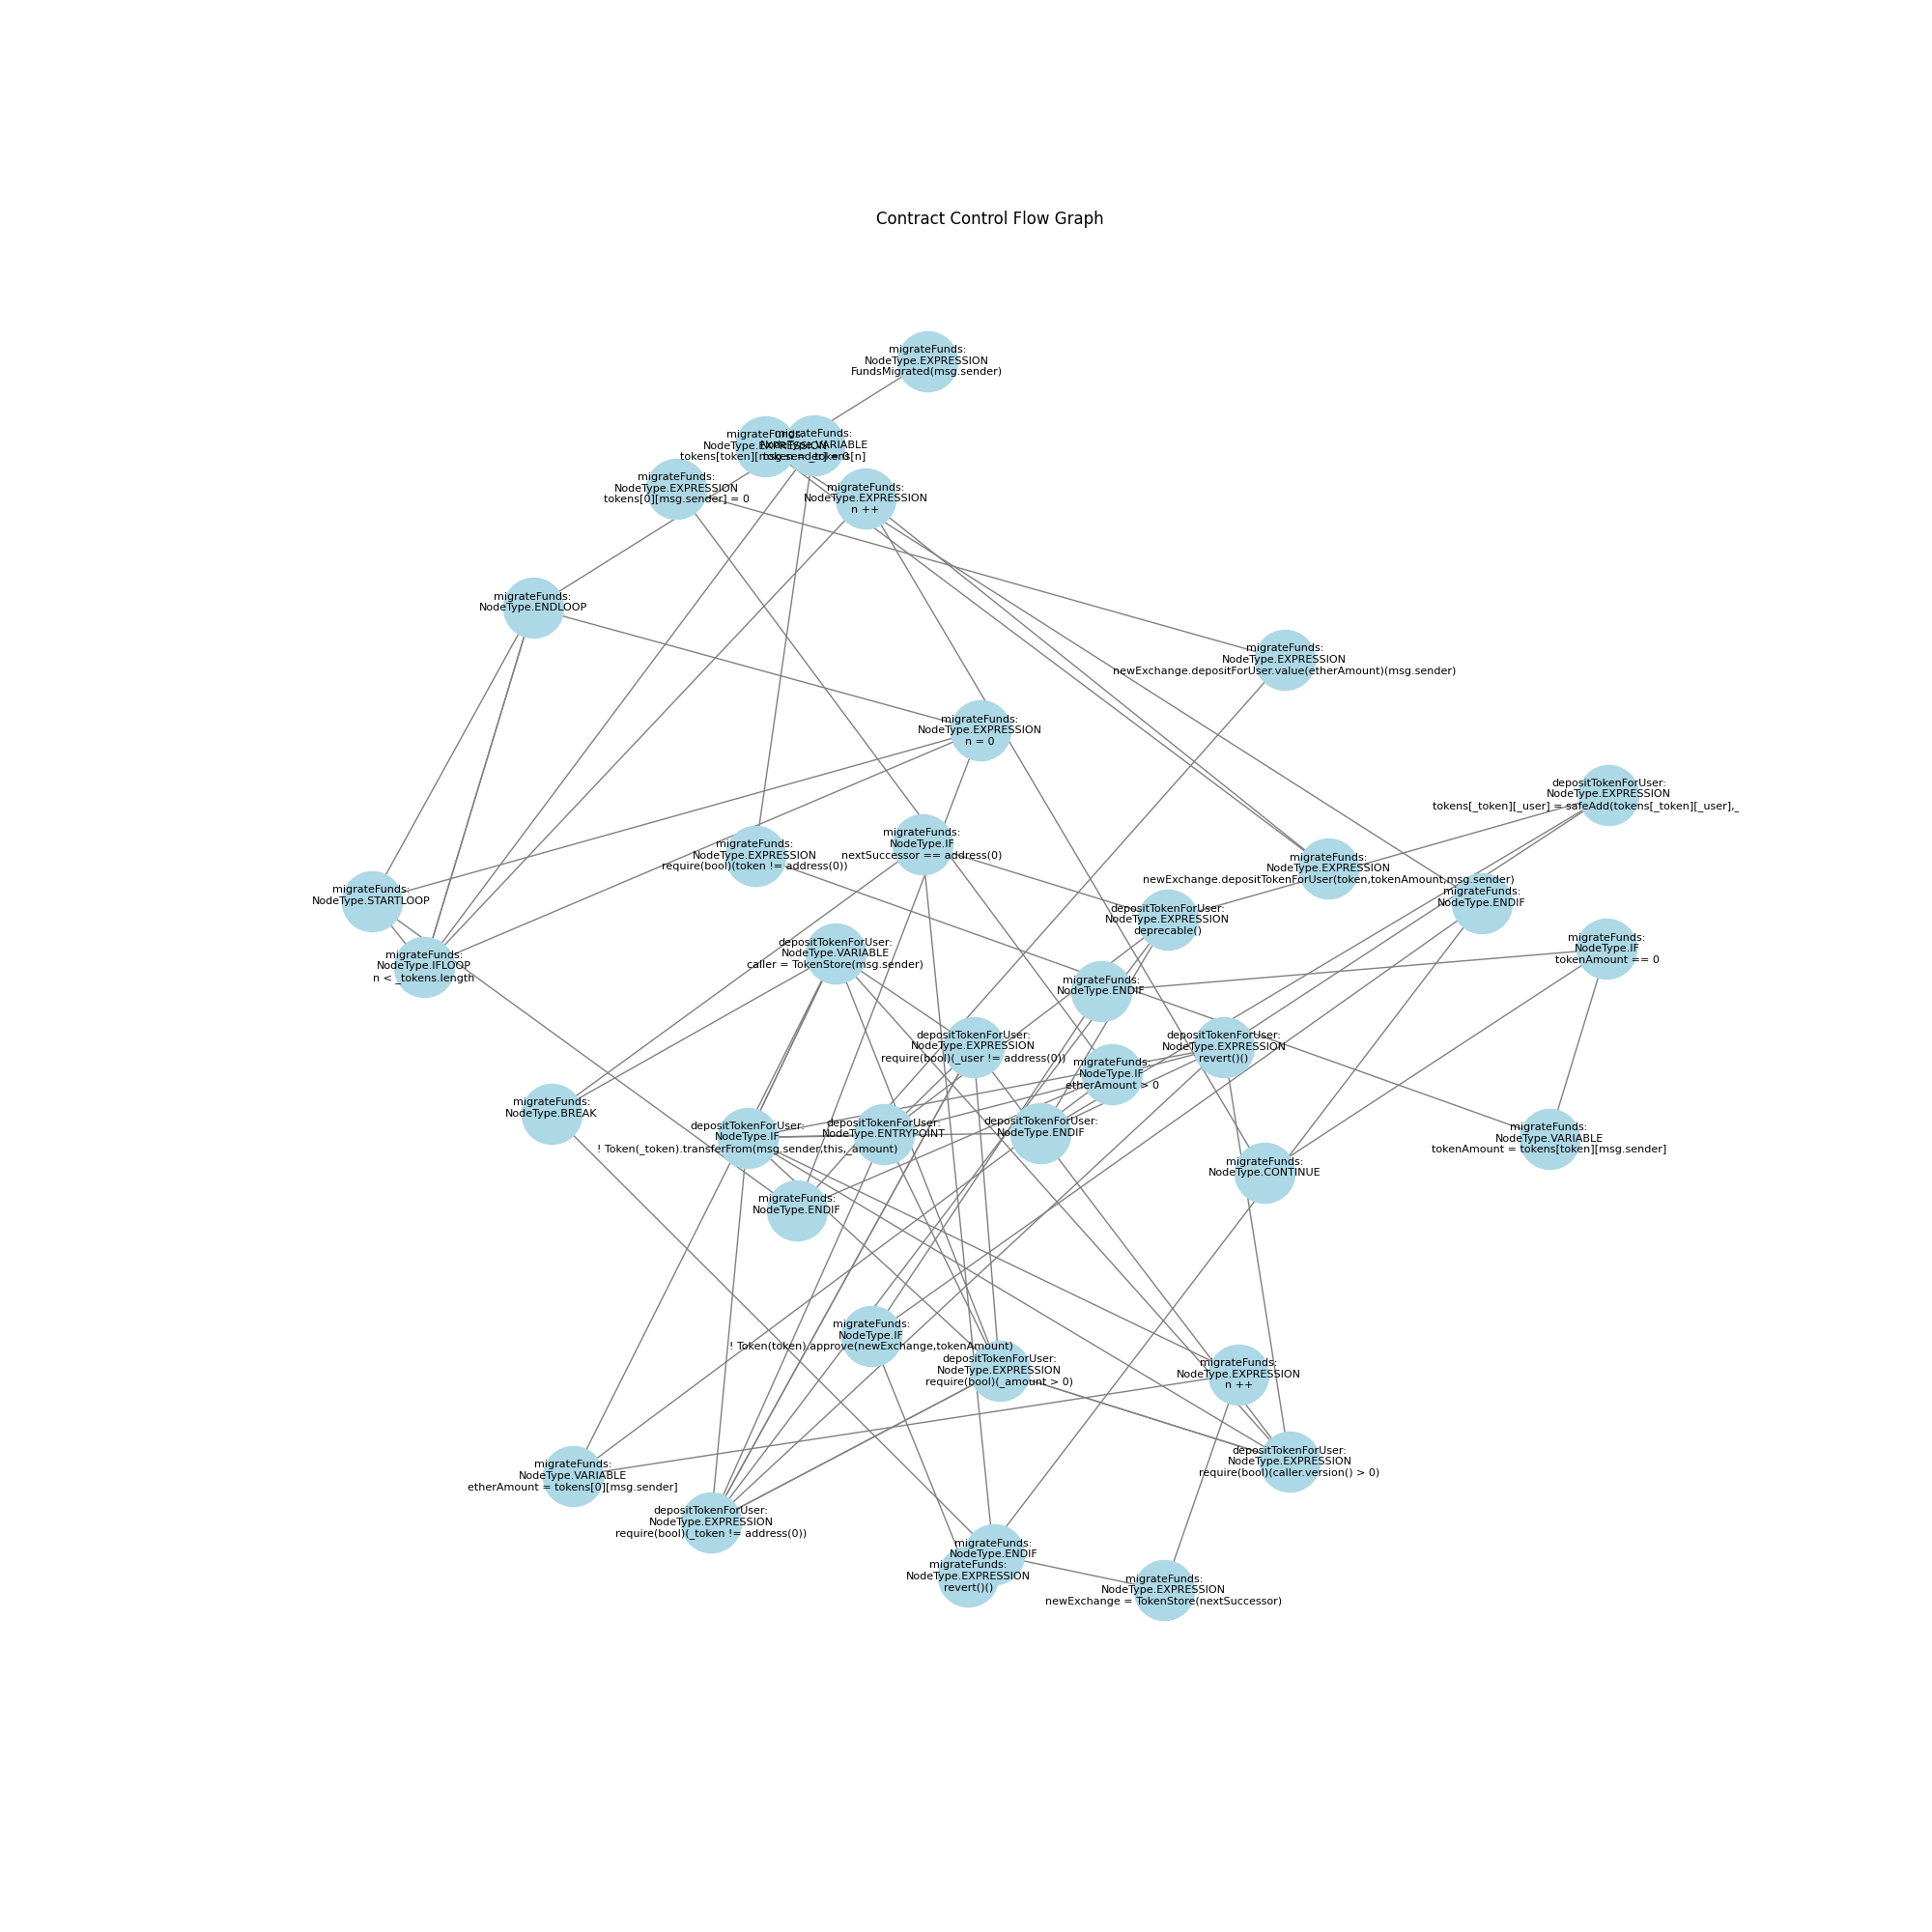 Contract Control Flow Graph
migrateFunds:
NodeType.EXPRESSION
FundsMigrated(msg.sender)
migrateFunds:
NodeType.EXPRESSION
tokens[token][msg.sender] = 0
migrateFunds:
NodeType.VARIABLE
token = _tokens[n]
migrateFunds:
NodeType.EXPRESSION
tokens[0][msg.sender] = 0
migrateFunds:
NodeType.EXPRESSION
n ++
migrateFunds:
NodeType.ENDLOOP
migrateFunds:
NodeType.EXPRESSION
newExchange.depositForUser.value(etherAmount)(msg.sender)
migrateFunds:
NodeType.EXPRESSION
n = 0
depositTokenForUser:
NodeType.EXPRESSION
tokens[_token][_user] = safeAdd(tokens[_token][_user],_
migrateFunds:
NodeType.IF
nextSuccessor == address(0)
migrateFunds:
NodeType.EXPRESSION
require(bool)(token != address(0))
migrateFunds:
NodeType.EXPRESSION
newExchange.depositTokenForUser(token,tokenAmount,msg.sender)
migrateFunds:
NodeType.STARTLOOP
migrateFunds:
NodeType.ENDIF
depositTokenForUser:
NodeType.EXPRESSION
deprecable()
migrateFunds:
NodeType.IF
tokenAmount == 0
depositTokenForUser:
NodeType.VARIABLE
caller = TokenStore(msg.sender)
migrateFunds:
NodeType.IFLOOP
n < _tokens.length
migrateFunds:
NodeType.ENDIF
depositTokenForUser:
NodeType.EXPRESSION
require(bool)(_user != address(0))
depositTokenForUser:
NodeType.EXPRESSION
revert()()
migrateFunds:
NodeType.IF
etherAmount > 0
migrateFunds:
NodeType.BREAK
depositTokenForUser:
NodeType.IF
! Token(_token).transferFrom(msg.sender,this,_amount)
depositTokenForUser:
NodeType.ENTRYPOINT
depositTokenForUser:
NodeType.ENDIF
migrateFunds:
NodeType.VARIABLE
tokenAmount = tokens[token][msg.sender]
migrateFunds:
NodeType.CONTINUE
migrateFunds:
NodeType.ENDIF
migrateFunds:
NodeType.IF
! Token(token).approve(newExchange,tokenAmount)
depositTokenForUser:
NodeType.EXPRESSION
require(bool)(_amount > 0)
migrateFunds:
NodeType.EXPRESSION
n ++
depositTokenForUser:
NodeType.EXPRESSION
require(bool)(caller.version() > 0)
migrateFunds:
NodeType.VARIABLE
etherAmount = tokens[0][msg.sender]
depositTokenForUser:
NodeType.EXPRESSION
require(bool)(_token != address(0))
migrateFunds:
NodeType.ENDIF
migrateFunds:
NodeType.EXPRESSION
revert()()
migrateFunds:
NodeType.EXPRESSION
newExchange = TokenStore(nextSuccessor)